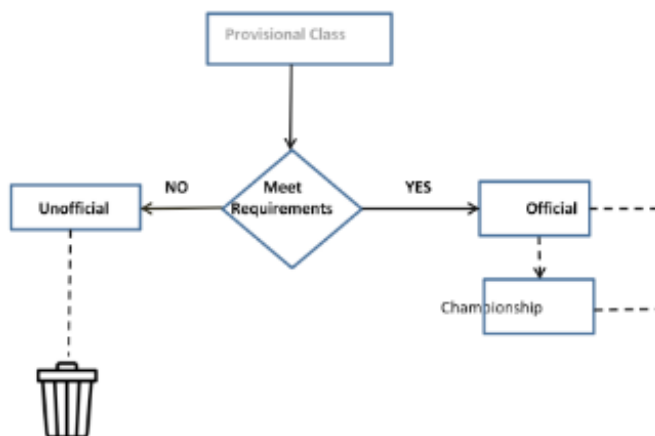 Provisional Class
NO
Meet
Requirements
YES
Unofficial
Official
Championship